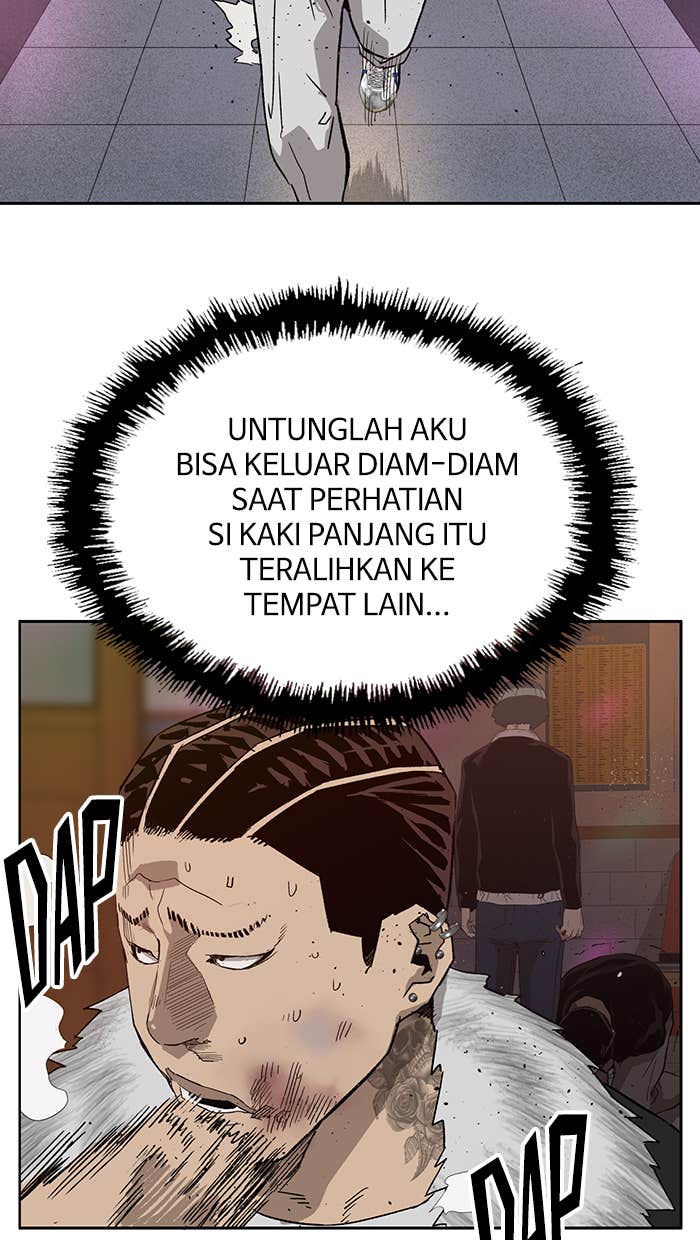 UNTUNGLAH AKU
BISA KELUAR DIAM-DIAM
SAAT PERHATIAN
SI KAKI PANJANG ITU
TERALIHKAN KE
TEMPAT LAIN...
DAP
DAP